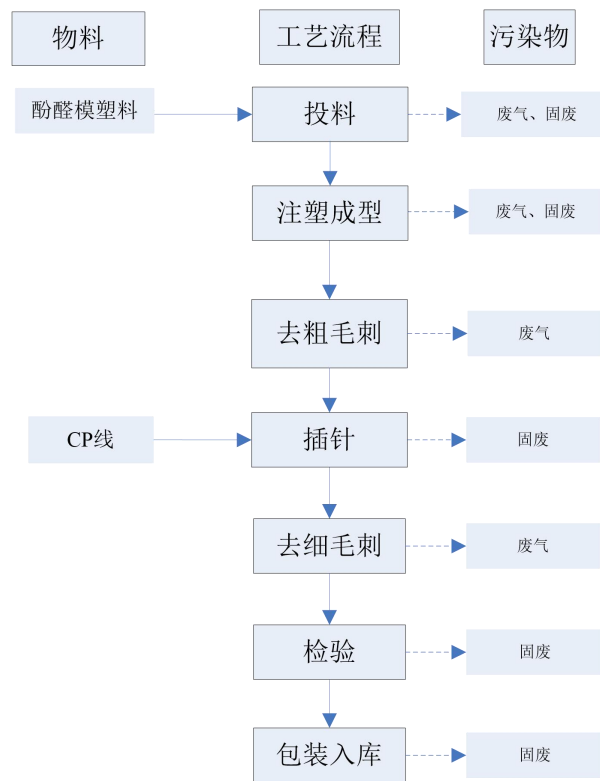 物料
工艺流程
污染物
酚醛模塑料
投料
废气、固废
注塑成型
废气、固废
去粗毛刺
废气
CP线
插针
固废
去细毛刺
废气
检验
固废
包装入库
固废